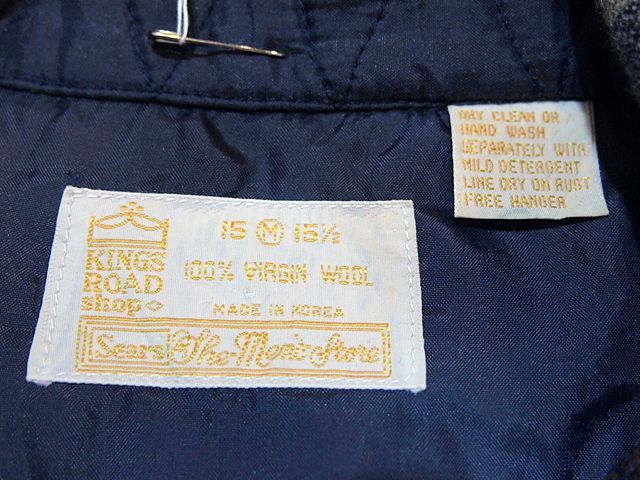 DRY CLEAN OR
HAND WASH
SEPARATELY WITH
MILD DETERGENT
LINE DRY ON RUST
FREE HANGER
15 M 15½
KINGS
ROAD
shop
100% VIRGIN WOOL
MADE IN KOREA
Sears The Men's Store